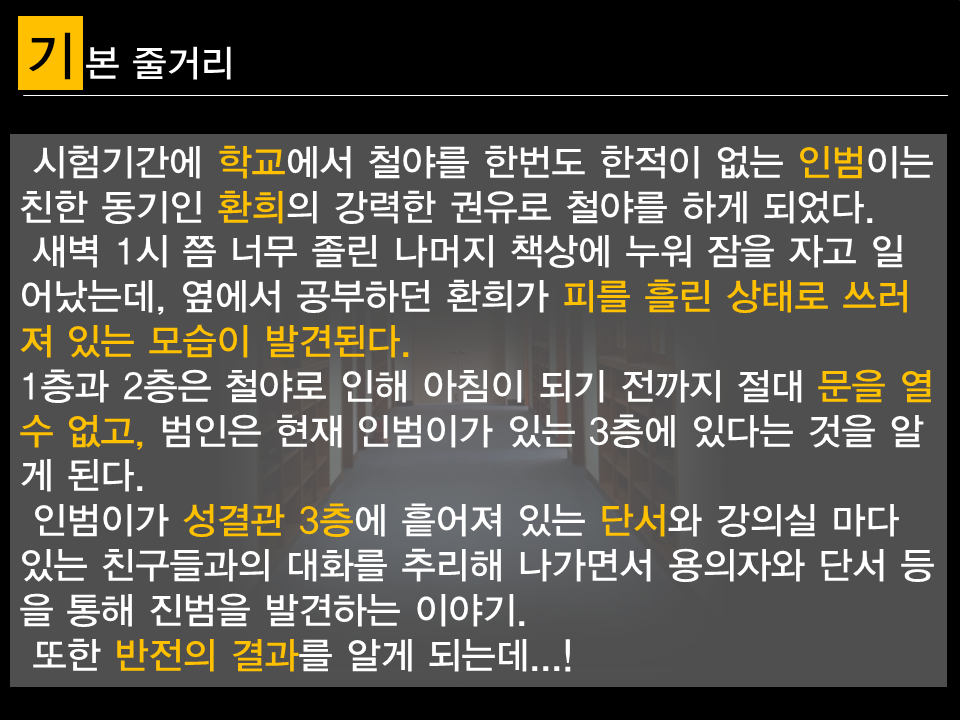 기본 줄거리
시험기간에 학교에서 철야를 한번도 한적이 없는 인범이는
친한 동기인 환희의 강력한 권유로 철야를 하게 되었다.
새벽 1시 쯤 너무 졸린 나머지 책상에 누워 잠을 자고 일
어났는데, 옆에서 공부하던 환희가 피를 흘린 상태로 쓰러
져 있는 모습이 발견된다.
1층과 2층은 철야로 인해 아침이 되기 전까지 절대 문을 열
수 없고, 범인은 현재 인범이가 있는 3층에 있다는 것을 알
게 된다.
인범이가 성결관 3층에 흩어져 있는 단서와 강의실 마다
있는 친구들과의 대화를 추리해 나가면서 용의자와 단서 등
을 통해 진범을 발견하는 이야기.
또한 반전의 결과를 알게 되는데...!